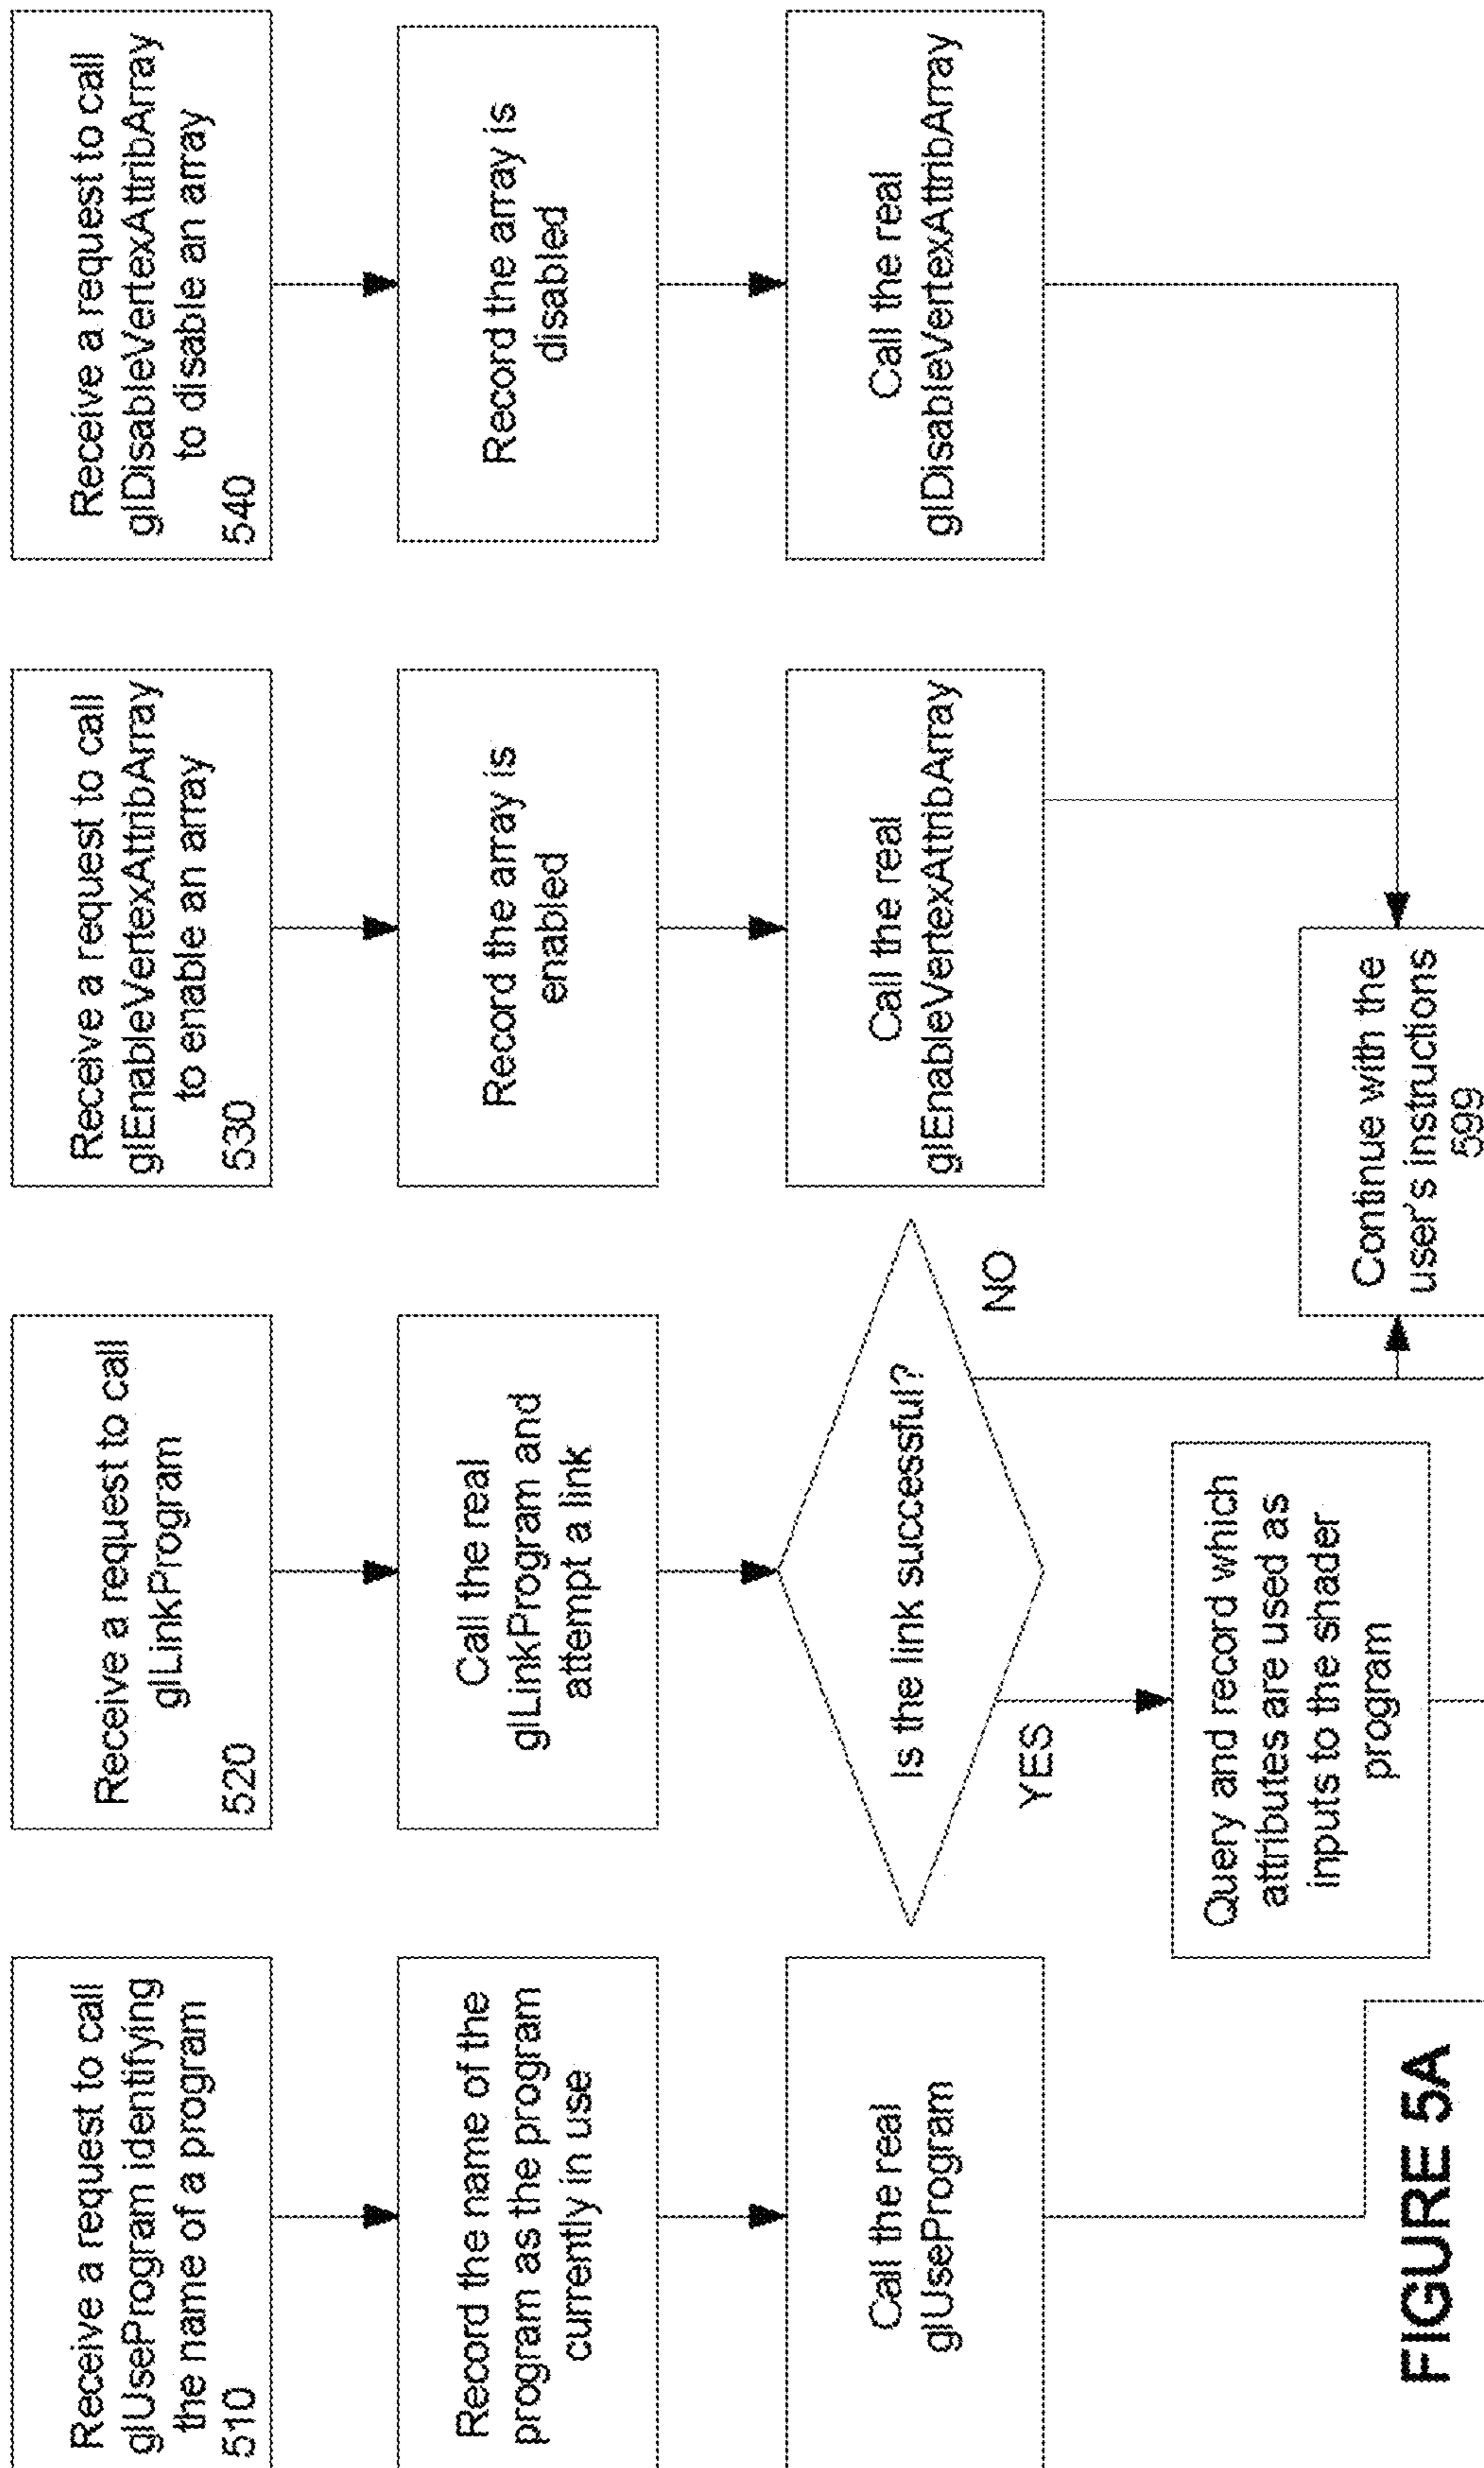 Receive a request to call
glUseProgram identifying
the name of a program
510
Record the name of the
program as the program
currently in use
Call the real
glUseProgram
Receive a request to call
glLinkProgram
520
Call the real
glLinkProgram and
attempt a link
Is the link successful?
YES
NO
Query and record which
attributes are used as
inputs to the shader
program
Receive a request to call
glEnableVertexAttribArray
to enable an array
530
Record the array is
enabled
Call the real
glEnableVertexAttribArray
Receive a request to call
glDisableVertexAttribArray
to disable an array
540
Record the array is
disabled
Call the real
glDisableVertexAttribArray
Continue with the
user's instructions
599
FIGURE 5A